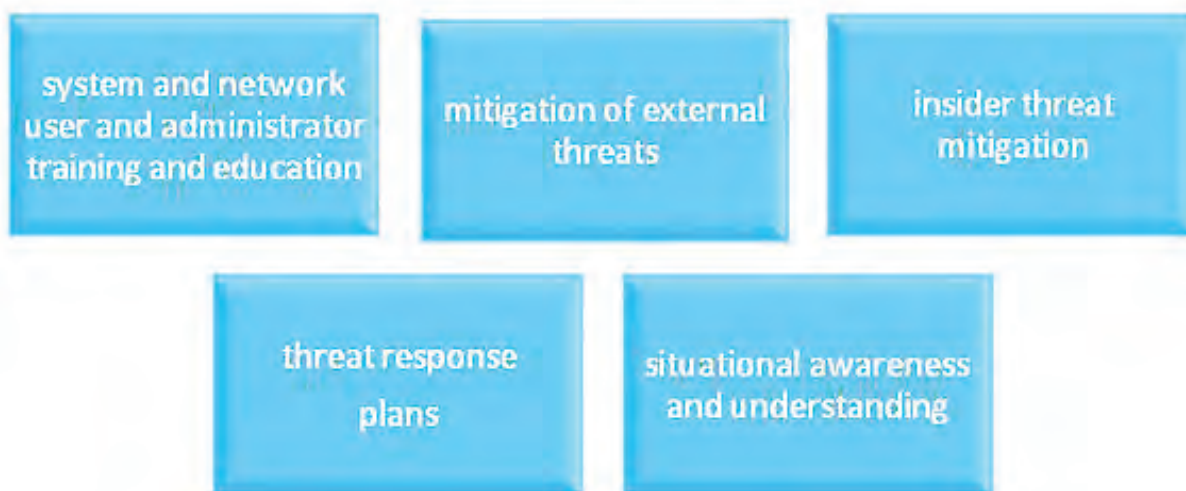 system and network
user and administrator
training and education
mitigation of external
threats
insider threat
mitigation
threat response
plans
situational awareness
and understanding